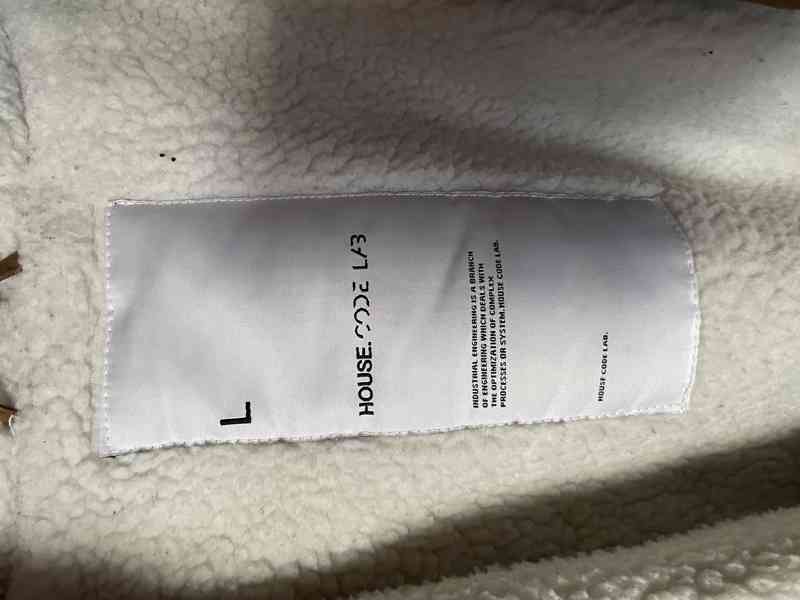 L
HOUSE. CODE LAB
INDUSTRIAL ENGINEERING IS A BRANCH
OF ENGINEERING WHICH DEALS WITH
THE OPTIMIZATION OF COMPLEX
PROCESSES OR SYSTEM.HOUSE CODE LAB.
HOUSE CODE LAB.